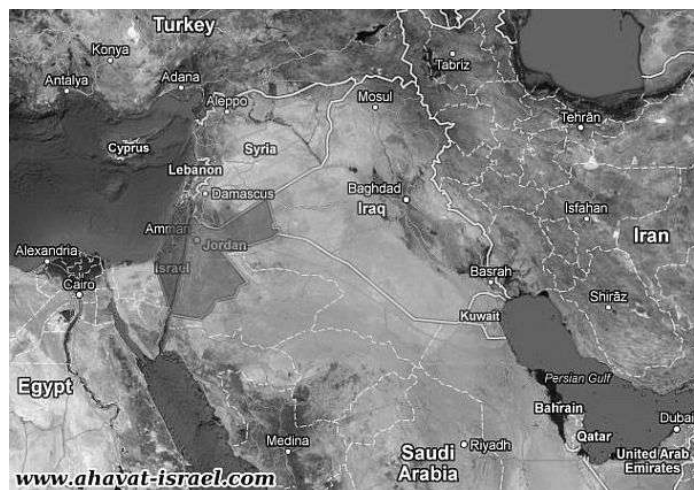 Turkey
Konya
Antalya
Adana
Tabriz
Aleppo
Mosul
Tehrān
Cyprus
Syria
Lebanon
Damascus
Baghdad
Iraq
Isfahan
Amman
Jordan
Iran
Alexandria
Israel
Cairo
Basrah
Shirāz
Kuwait
Egypt
Persian Gulf
Bahrain
Dubai
Medina
Saudi
Arabia
Riyadh
Qatar
United Arab
Emirates
www.ahavat-israel.com